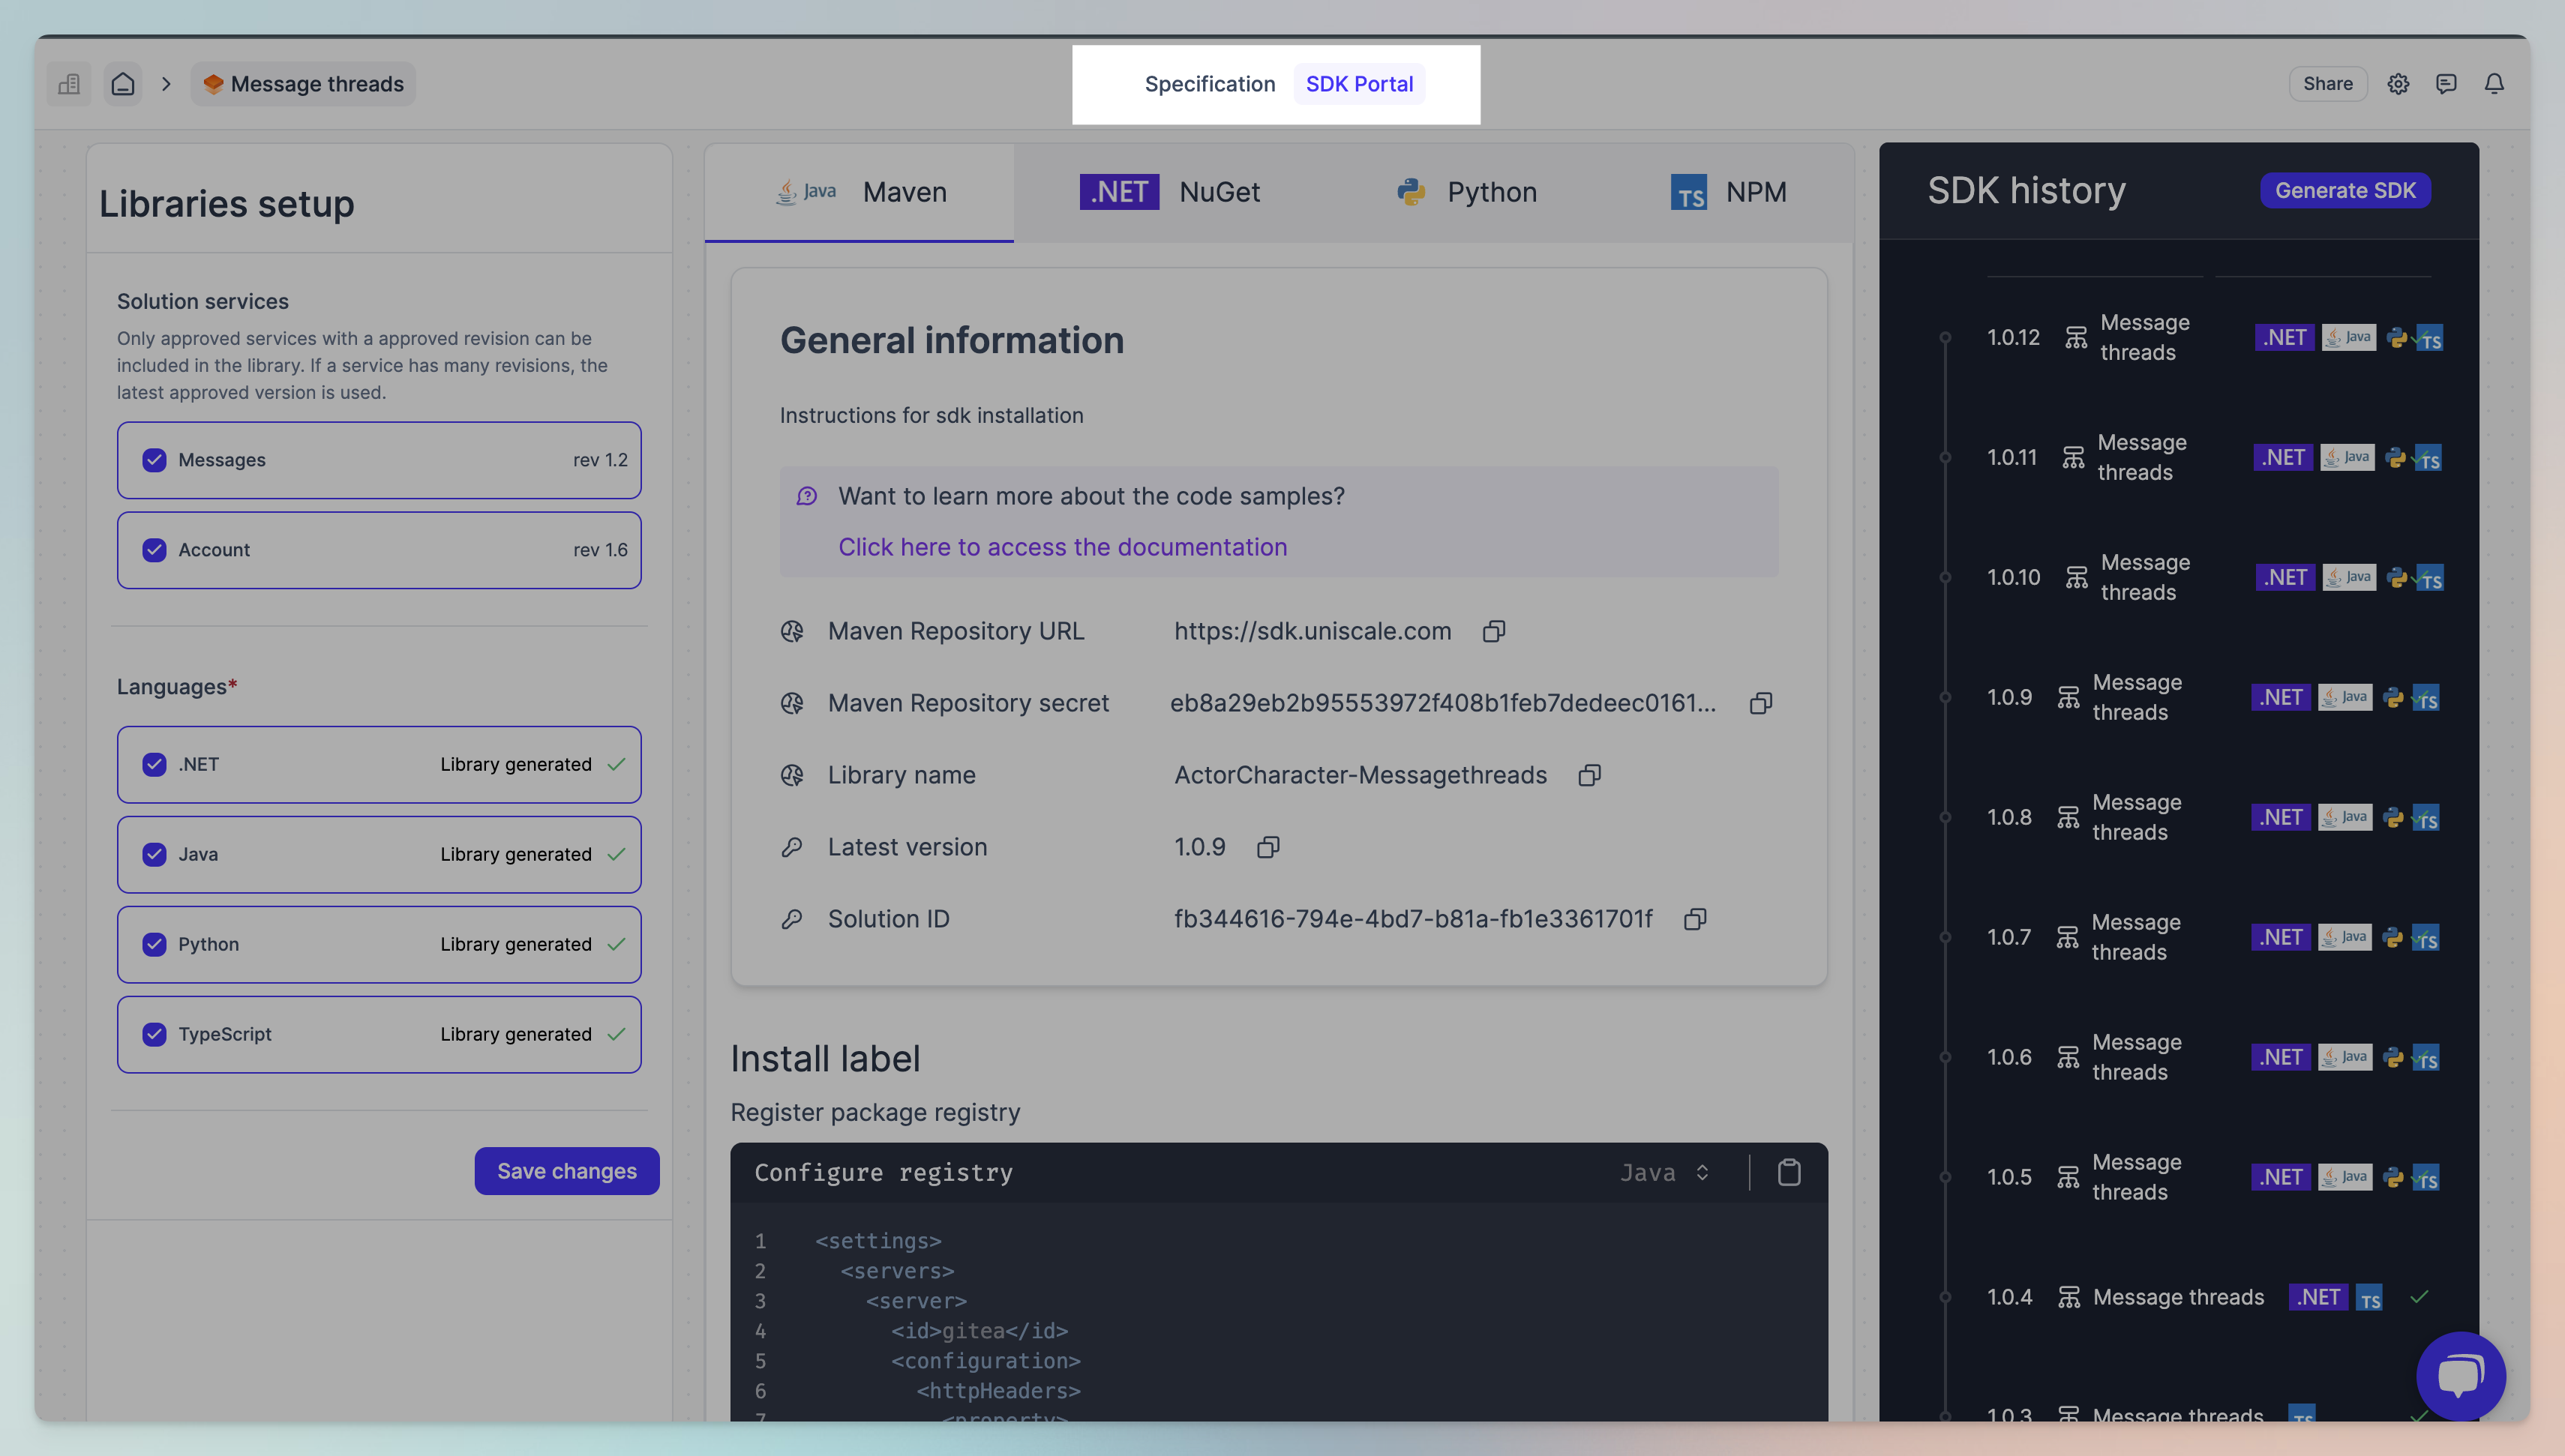 Message threads
Specification
SDK Portal
Share
Libraries setup
Solution services
Only approved services with a approved revision can be
included in the library. If a service has many revisions, the
latest approved version is used.
Messages
rev 1.2
Account
rev 1.6
Languages*
.NET
Library generated
Java
Library generated
Python
Library generated
TypeScript
Library generated
Save changes
Java
Maven
.NET
NuGet
Python
TS
NPM
General information
Instructions for sdk installation
Want to learn more about the code samples?
Click here to access the documentation
Maven Repository URL
https://sdk.uniscale.com
Maven Repository secret
eb8a29eb2b95553972f408b1feb7dedeec0161...
Library name
ActorCharacter-Messagethreads
Latest version
1.0.9
Solution ID
fb344616-794e-4bd7-b81a-fb1e3361701f
Install label
Register package registry
Configure registry
Java
1 <settings>
2 <servers>
3 <server>
4 <id>gitea</id>
5 <configuration>
6 <httpHeaders>
7 <property>
SDK history
Generate SDK
1.0.12
Message
threads
.NET
Java
TS
1.0.11
Message
threads
.NET
Java
TS
1.0.10
Message
threads
.NET
Java
TS
1.0.9
Message
threads
.NET
Java
TS
1.0.8
Message
threads
.NET
Java
TS
1.0.7
Message
threads
.NET
Java
TS
1.0.6
Message
threads
.NET
Java
TS
1.0.5
Message
threads
.NET
Java
TS
1.0.4
Message threads
.NET
TS
1.0.3
Message threads
TS